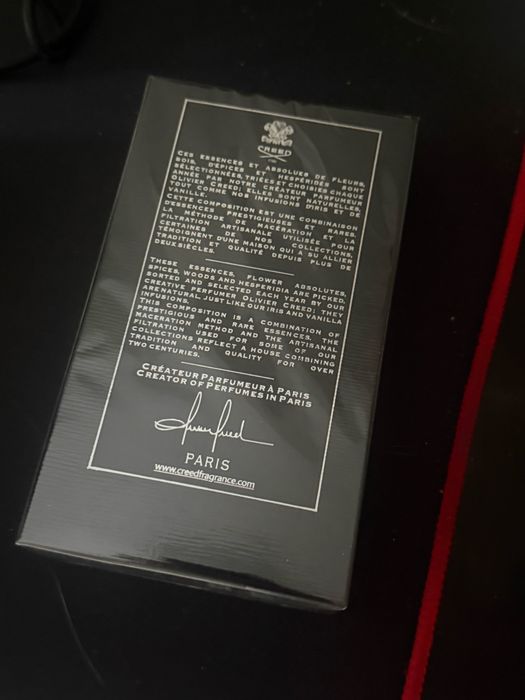 CREED
CES ESSENCES ET ABSOLUES DE FLEURS,
BOIS, D'ÉPICES ET HESPÉRIDÉS SONT
SÉLECTIONNÉES, TRIÉES ET CHOISIES CHAQUE
ANNÉE PAR NOTRE CRÉATEUR PARFUMEUR
OLIVIER CREED; ELLES SONT NATURELLES,
TOUT COMME NOS INFUSIONS D'IRIS ET DE
VANILLE.
CETTE COMPOSITION EST UNE COMBINAISON
D'ESSENCES PRESTIGIEUSES ET RARES.
LA MÉTHODE DE MACÉRATION ET LA
FILTRATION ARTISANALE UTILISÉE POUR
CERTAINES DE NOS COLLECTIONS,
TÉMOIGNENT D'UNE MAISON QUI A SU ALLIER
TRADITION ET QUALITÉ DEPUIS PLUS DE
DEUX SIÈCLES.
THESE ESSENCES, FLOWER ABSOLUTES,
SPICES, WOODS AND HESPERIDIA ARE PICKED,
SORTED AND SELECTED EACH YEAR BY OUR
CREATIVE PERFUMER OLIVIER CREED; THEY
ARE NATURAL, JUST LIKE OUR IRIS AND VANILLA
INFUSIONS.
THIS COMPOSITION IS A COMBINATION OF
PRESTIGIOUS AND RARE ESSENCES. THE
MACERATION METHOD AND THE ARTISANAL
FILTRATION USED FOR SOME OF OUR
COLLECTIONS REFLECT A HOUSE COMBINING
TRADITION AND QUALITY FOR OVER
TWO CENTURIES.
CRÉATEUR PARFUMEUR À PARIS
CREATOR OF PERFUMES IN PARIS
PARIS
www.creedfragrance.com